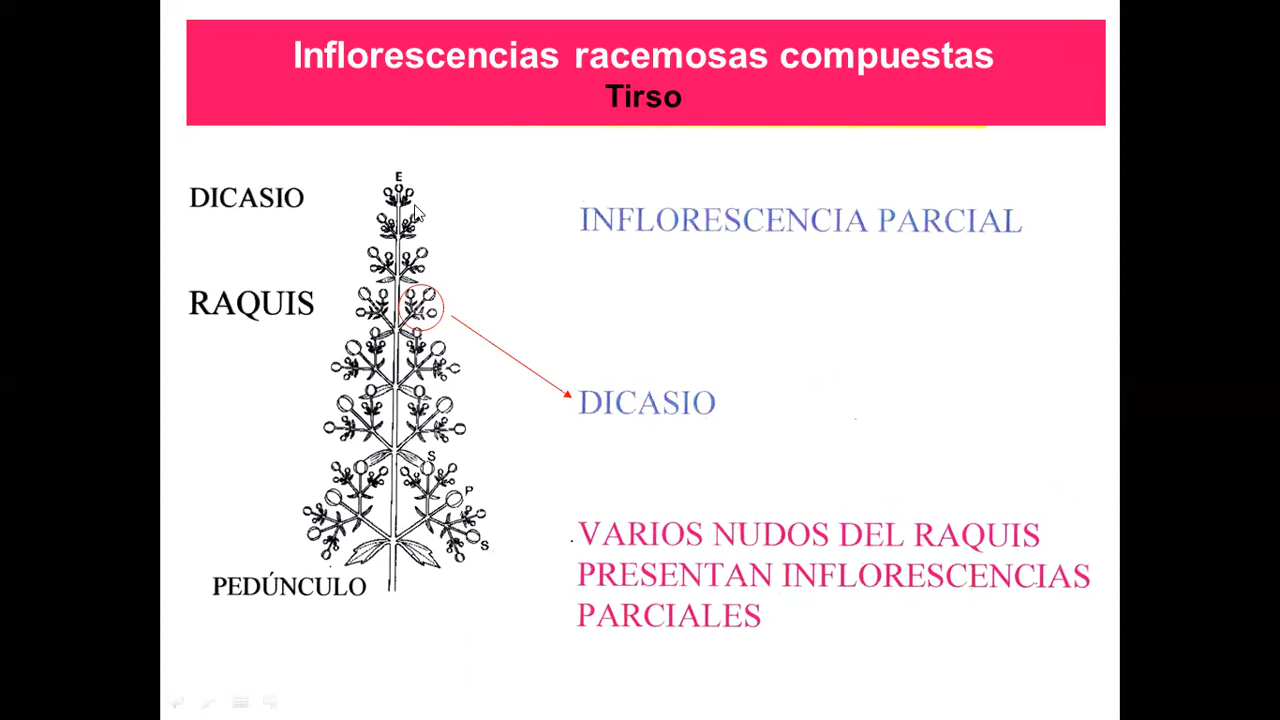 Inflorescencias racemosas compuestas
Tirso
E
DICASIO
INFLORESCENCIA PARCIAL
RAQUIS
DICASIO
S
P
S
VARIOS NUDOS DEL RAQUIS
PRESENTAN INFLORESCENCIAS
PARCIALES
PEDÚNCULO